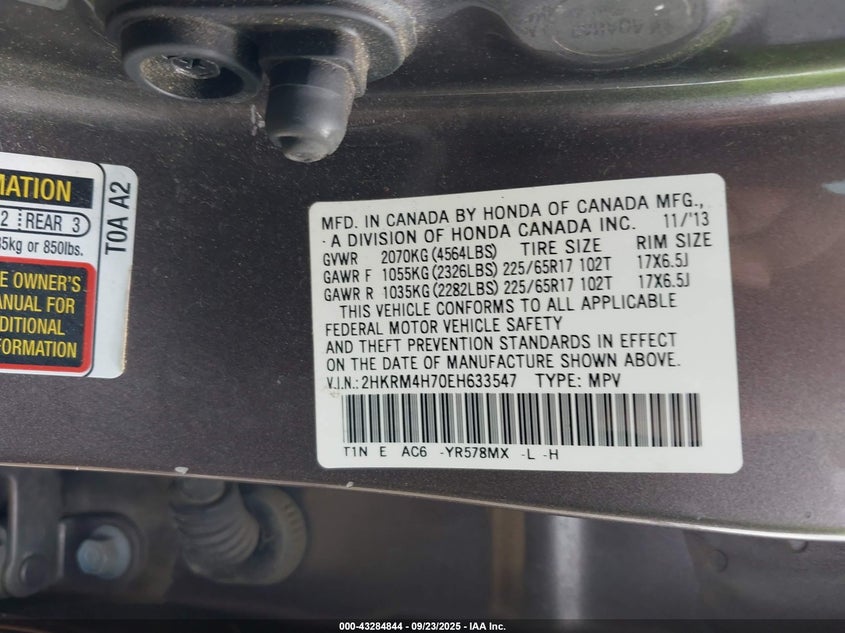 MATION
2 REAR 3
35kg or 850lbs.
E OWNER'S
ANUAL FOR
DITIONAL
FORMATION
T0A A2
MFD. IN CANADA BY HONDA OF CANADA MFG.,
A DIVISION OF HONDA CANADA INC. 11/'13
GVWR 2070KG(4564LBS) TIRE SIZE RIM SIZE
GAWR F 1055KG(2326LBS) 225/65R17 102T 17X6.5J
GAWR R 1035KG(2282LBS) 225/65R17 102T 17X6.5J
THIS VEHICLE CONFORMS TO ALL APPLICABLE
FEDERAL MOTOR VEHICLE SAFETY
AND THEFT PREVENTION STANDARDS IN EFFECT
ON THE DATE OF MANUFACTURE SHOWN ABOVE.
V.I.N.: 2HKRM4H70EH633547 TYPE: MPV
T1N E AC6 -YR578MX -L -H
000-43284844 - 09/23/2025 - IAA Inc.